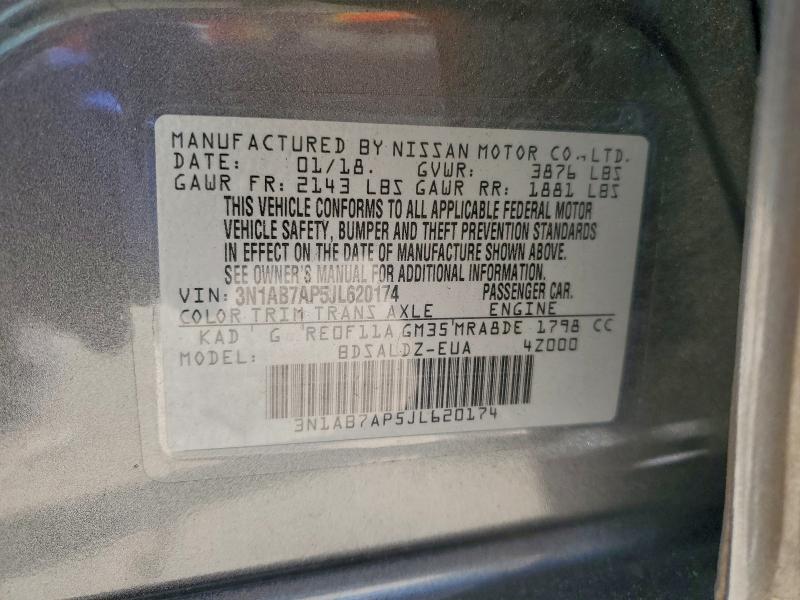 MANUFACTURED BY NISSAN MOTOR CO., LTD.
DATE: 01/18. GVWR: 3876 LBS
GAWR FR: 2143 LBS GAWR RR: 1881 LBS
THIS VEHICLE CONFORMS TO ALL APPLICABLE FEDERAL MOTOR
VEHICLE SAFETY, BUMPER AND THEFT PREVENTION STANDARDS
IN EFFECT ON THE DATE OF MANUFACTURE SHOWN ABOVE.
SEE OWNER'S MANUAL FOR ADDITIONAL INFORMATION.
VIN: 3N1AB7AP5JL620174 PASSENGER CAR.
COLOR TRIM TRANS AXLE ENGINE
KAD G RE0F11A GM35 MRA8DE 1798 CC
MODEL: BDSALDZ-EUA 4Z000
3N1AB7AP5JL620174